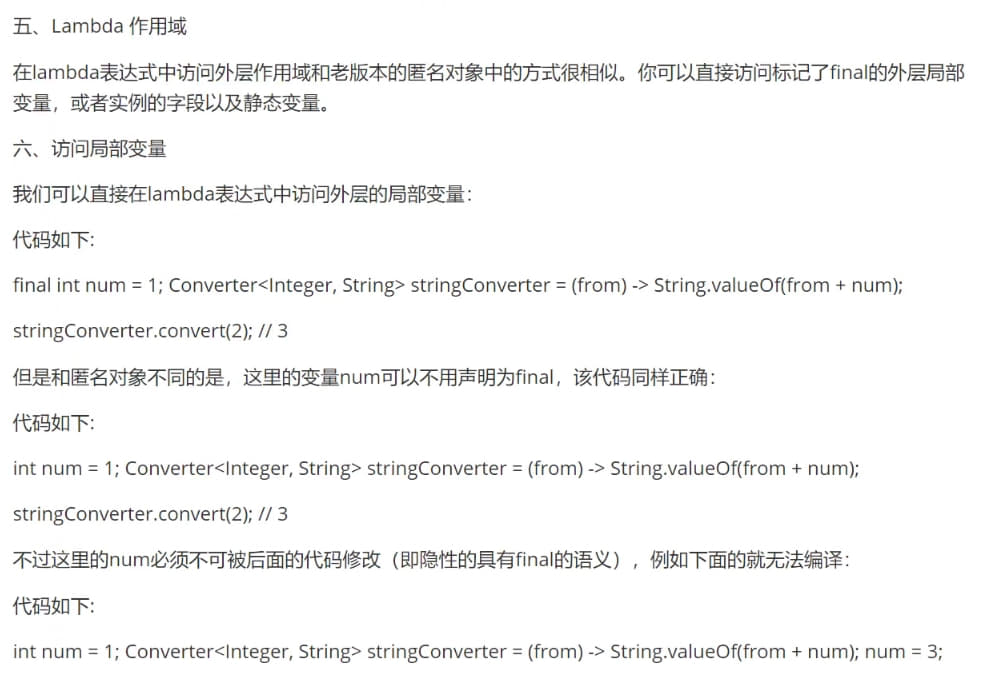 五、Lambda 作用域
在lambda表达式中访问外层作用域和老版本的匿名对象中的方式很相似。你可以直接访问标记了final的外层局部
变量，或者实例的字段以及静态变量。
六、访问局部变量
我们可以直接在lambda表达式中访问外层的局部变量：
代码如下:
final int num = 1; Converter<Integer, String> stringConverter = (from) -> String.valueOf(from + num);
stringConverter.convert(2); // 3
但是和匿名对象不同的是，这里的变量num可以不用声明为final，该代码同样正确：
代码如下:
int num = 1; Converter<Integer, String> stringConverter = (from) -> String.valueOf(from + num);
stringConverter.convert(2); // 3
不过这里的num必须不可被后面的代码修改（即隐性的具有final的语义），例如下面的就无法编译：
代码如下:
int num = 1; Converter<Integer, String> stringConverter = (from) -> String.valueOf(from + num); num = 3;